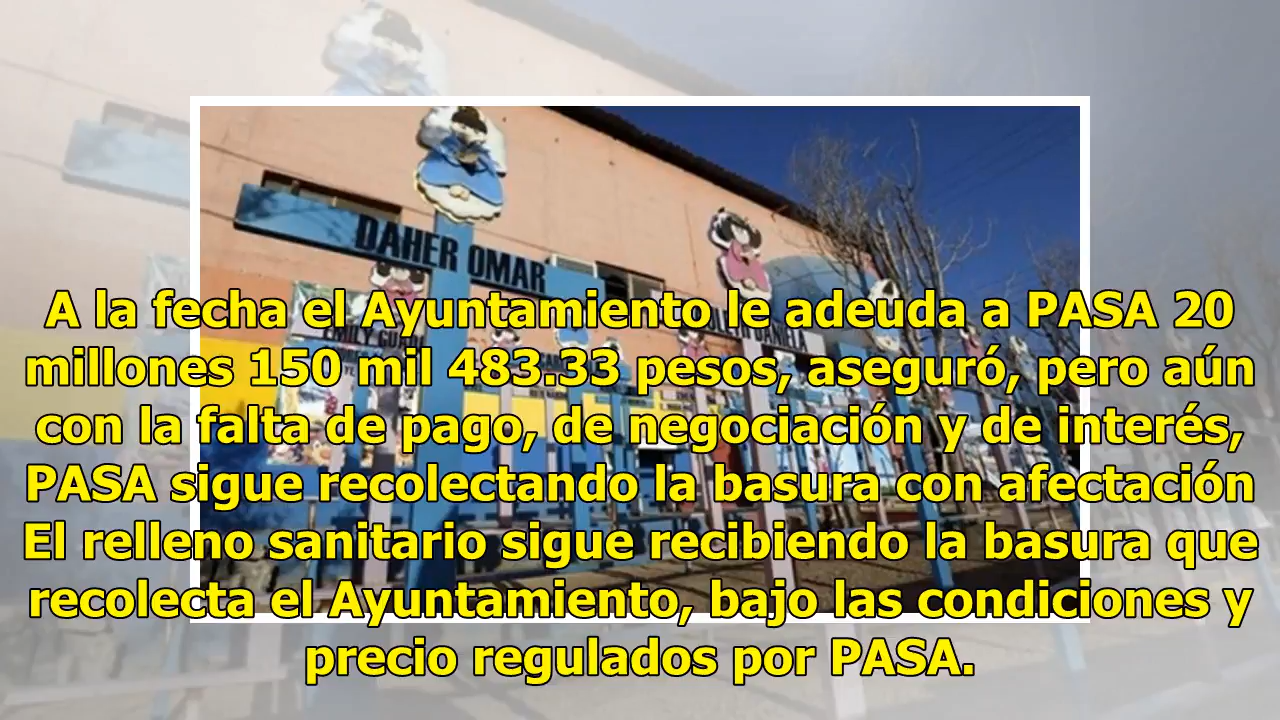 DAHER OMAR
A la fecha el Ayuntamiento le adeuda a PASA 20
millones 150 mil 483.33 pesos, aseguró, pero aún
con la falta de pago, de negociación y de interés,
PASA sigue recolectando la basura con afectación
El relleno sanitario sigue recibiendo la basura que
recolecta el Ayuntamiento, bajo las condiciones y
precio regulados por PASA.